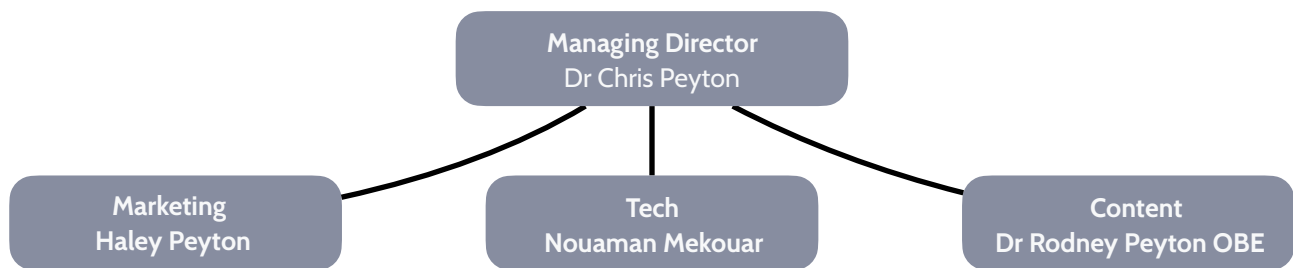 Managing Director
Dr Chris Peyton
Marketing
Haley Peyton
Tech
Nouaman Mekouar
Content
Dr Rodney Peyton OBE